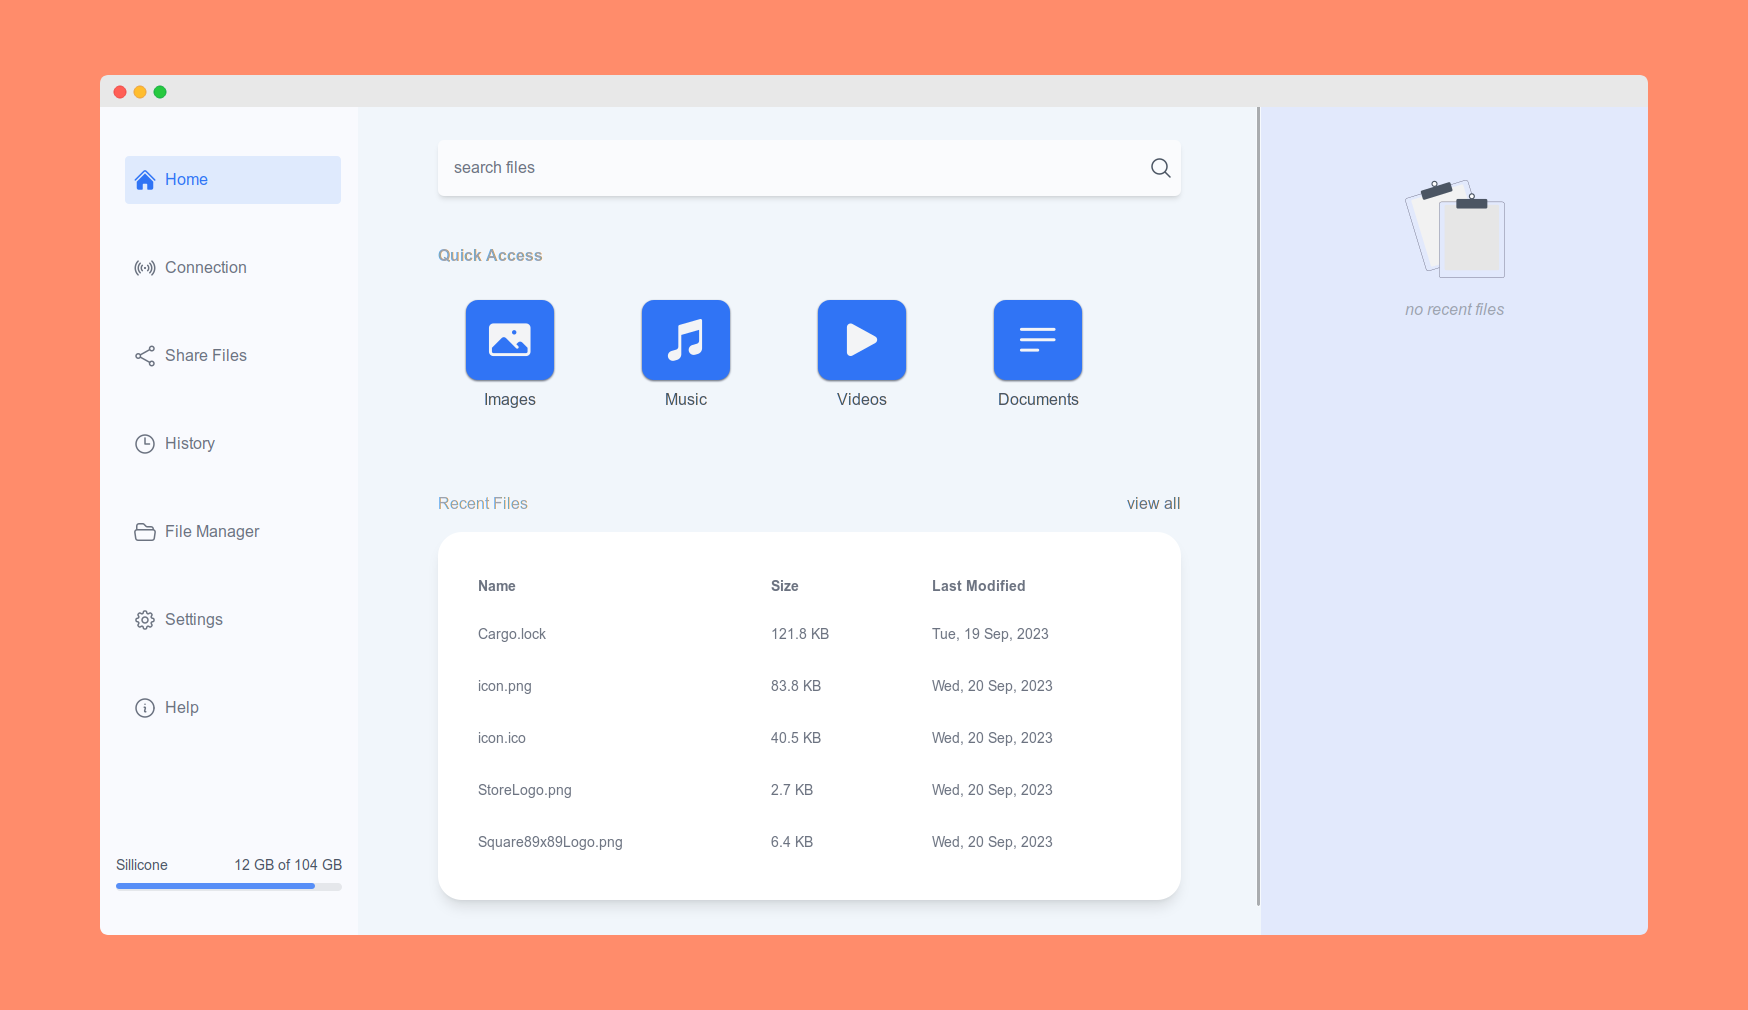 Home
Connection
Share Files
History
File Manager
Settings
Help
Sillicone 12 GB of 104 GB
search files
Quick Access
Images Music Videos Documents
Recent Files view all
Name Size Last Modified
Cargo.lock 121.8 KB Tue, 19 Sep, 2023
icon.png 83.8 KB Wed, 20 Sep, 2023
icon.ico 40.5 KB Wed, 20 Sep, 2023
StoreLogo.png 2.7 KB Wed, 20 Sep, 2023
Square89x89Logo.png 6.4 KB Wed, 20 Sep, 2023
no recent files